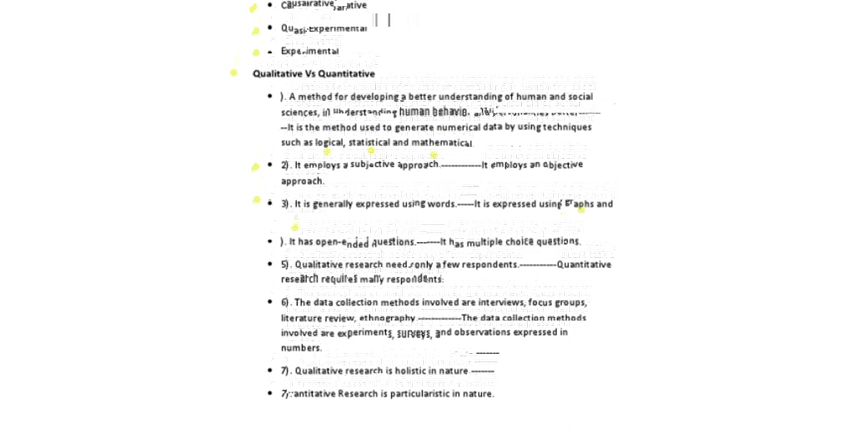 • Quasi-Experimental
• Experimental
Qualitative Vs Quantitative
• ). A method for developing a better understanding of human and social
sciences, in understanding human behavio.
--It is the method used to generate numerical data by using techniques
such as logical, statistical and mathematical
• 2). It employs a subjective approach.-----------It employs an objective
approach.
• 3). It is generally expressed using words.-----It is expressed using graphs and
• ). It has open-ended questions.-------It has multiple choice questions.
• 5). Qualitative research need only a few respondents.-----------Quantitative
research requires many respondents.
• 6). The data collection methods involved are interviews, focus groups,
literature review, ethnography.-------------The data collection methods
involved are experiments, surveys, and observations expressed in
numbers.
• 7). Qualitative research is holistic in nature.-------
• antitative Research is particularistic in nature.